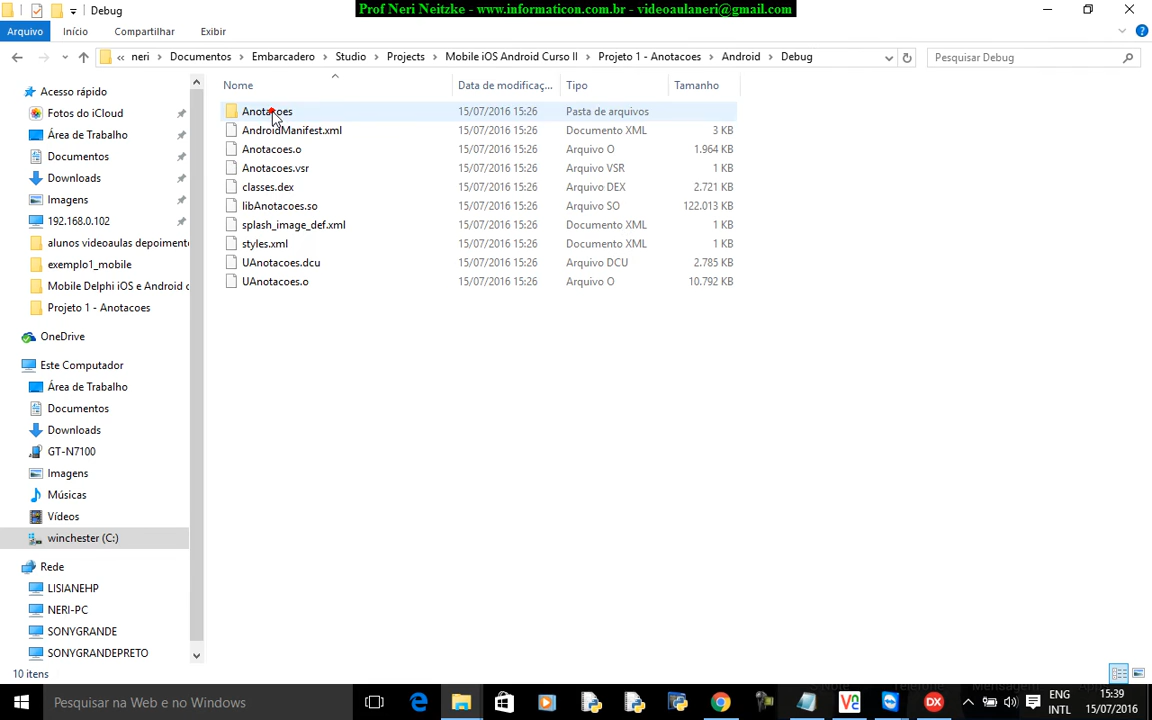 Debug
Prof Neri Neitzke - www.informaticon.com.br - videoaulaneri@gmail.com
Arquivo
Início
Compartilhar
Exibir
« neri > Documentos > Embarcadero > Studio > Projects > Mobile iOS Android Curso II > Projeto 1 - Anotacoes > Android > Debug
Pesquisar Debug
Nome
Data de modificaç...
Tipo
Tamanho
Anotacoes 15/07/2016 15:26 Pasta de arquivos
AndroidManifest.xml 15/07/2016 15:26 Documento XML 3 KB
Anotacoes.o 15/07/2016 15:26 Arquivo O 1.964 KB
Anotacoes.vsr 15/07/2016 15:26 Arquivo VSR 1 KB
classes.dex 15/07/2016 15:26 Arquivo DEX 2.721 KB
libAnotacoes.so 15/07/2016 15:26 Arquivo SO 122.013 KB
splash_image_def.xml 15/07/2016 15:26 Documento XML 1 KB
styles.xml 15/07/2016 15:26 Documento XML 1 KB
UAnotacoes.dcu 15/07/2016 15:26 Arquivo DCU 2.785 KB
UAnotacoes.o 15/07/2016 15:26 Arquivo O 10.792 KB
Acesso rápido
Fotos do iCloud
Área de Trabalho
Documentos
Downloads
Imagens
192.168.0.102
alunos videoaulas depoimento
exemplo1_mobile
Mobile Delphi iOS e Android c
Projeto 1 - Anotacoes
OneDrive
Este Computador
Área de Trabalho
Documentos
Downloads
GT-N7100
Imagens
Músicas
Vídeos
winchester (C:)
Rede
LISIANEHP
NERI-PC
SONYGRANDE
SONYGRANDEPRETO
10 itens
Pesquisar na Web e no Windows
ENG
INTL
15:39
15/07/2016